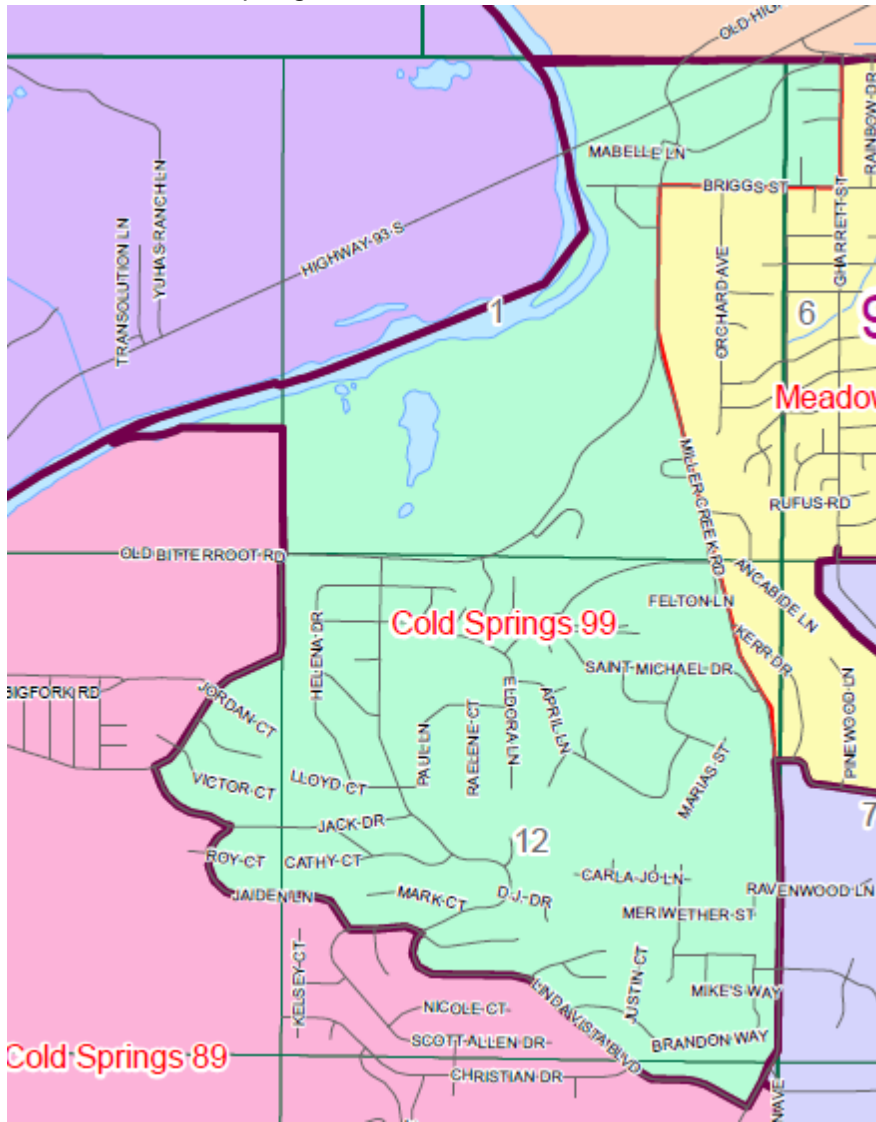 OLD HIG
RAINBOW DR
MABELLE LN
BRIGGS ST
GHARRETT ST
YUHAS RANCH LN
TRANSOLUTION LN
HIGHWAY 93 S
ORCHARD AVE
1
6
9
Meadow
MILLER CREEK RD
RUFUS RD
OLD BITTERROOT RD
ANCABIDE LN
FELTON LN
Cold Springs 99
KERR DR
HELENA DR
SAINT MICHAEL DR
ELDORA LN
APRIL LN
PINEWOOD LN
BIGFORK RD
JORDAN CT
PAUL LN
RAELENE CT
MARIAS ST
VICTOR CT
LLOYD CT
7
JACK DR
12
ROY CT
CATHY CT
CARLA JO LN
RAVENWOOD LN
JAIDEN LN
MARK CT
D.J. DR
MERIWETHER ST
KELSEY CT
JUSTIN CT
MIKE'S WAY
LINDA VISTA BLVD
NICOLE CT
SCOTT ALLEN DR
BRANDON WAY
Cold Springs 89
CHRISTIAN DR